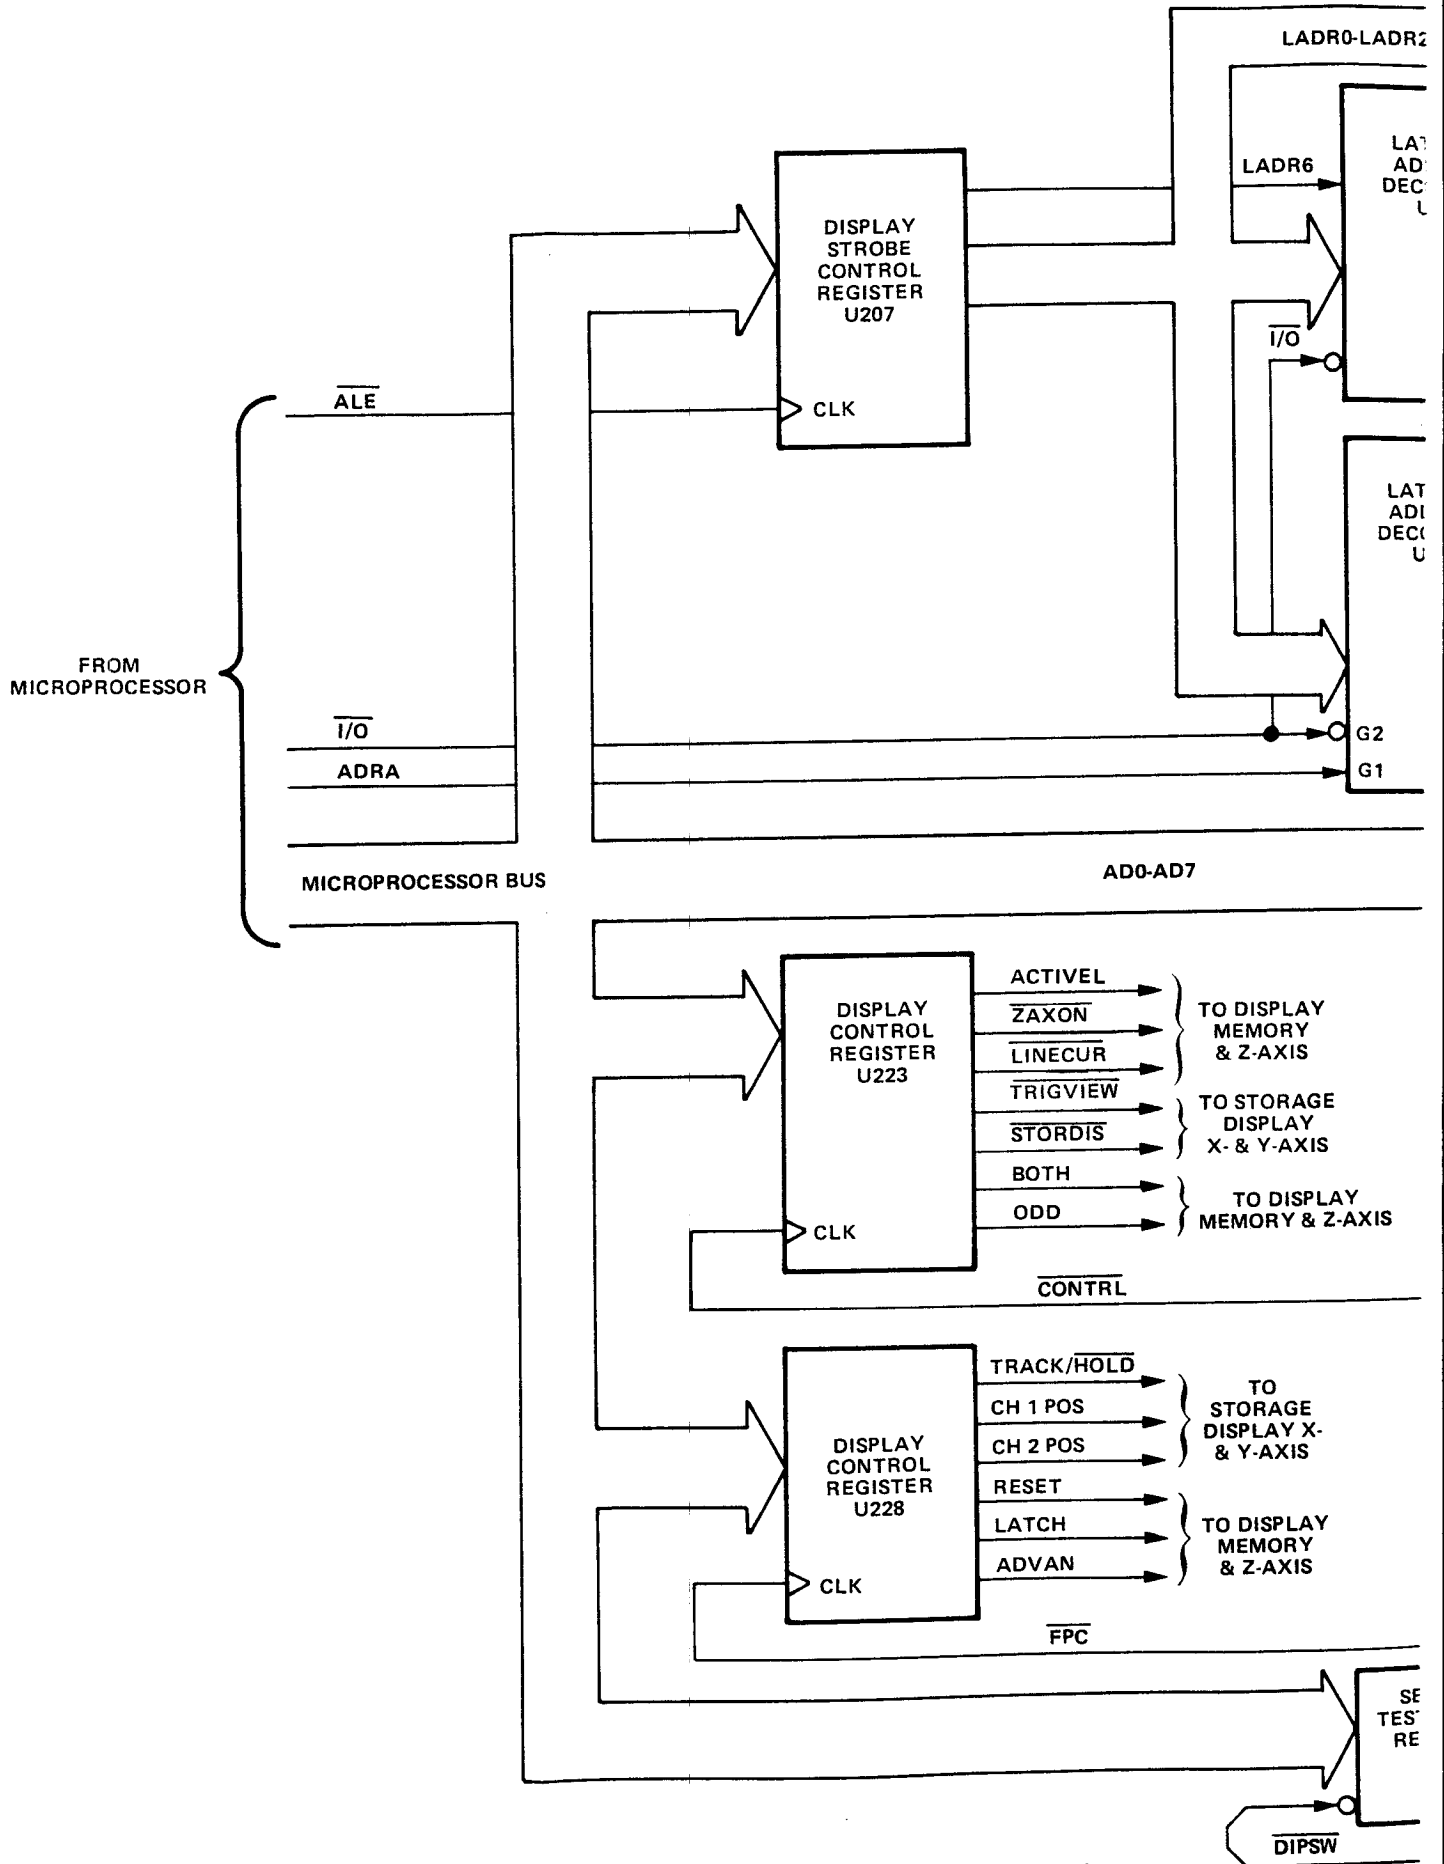 LADR0-LADR2
LADR6
DISPLAY
STROBE
CONTROL
REGISTER
U207
CLK
I/O
ALE
FROM
MICROPROCESSOR
I/O
ADRA
G2
G1
MICROPROCESSOR BUS
AD0-AD7
DISPLAY
CONTROL
REGISTER
U223
CLK
ACTIVEL
ZAXON
LINECUR
TRIGVIEW
STORDIS
BOTH
ODD
TO DISPLAY
MEMORY
& Z-AXIS
TO STORAGE
DISPLAY
X- & Y-AXIS
TO DISPLAY
MEMORY & Z-AXIS
CONTRL
DISPLAY
CONTROL
REGISTER
U228
CLK
TRACK/HOLD
CH 1 POS
CH 2 POS
RESET
LATCH
ADVAN
TO
STORAGE
DISPLAY X-
& Y-AXIS
TO DISPLAY
MEMORY
& Z-AXIS
FPC
DIPSW